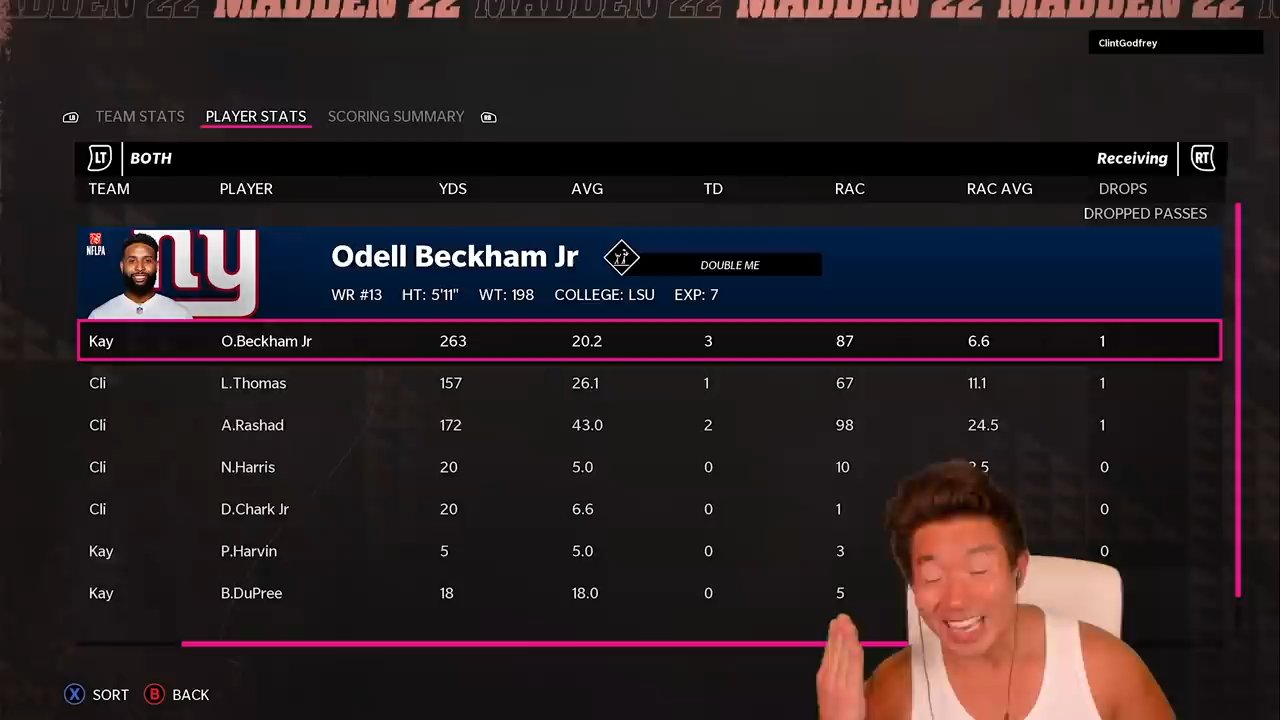 MADDEN 22 MADDEN 22 MADDEN 22 MADDEN 22
ClintGodfrey
LB TEAM STATS PLAYER STATS SCORING SUMMARY RB
LT BOTH Receiving RT
TEAM PLAYER YDS AVG TD RAC RAC AVG DROPS
DROPPED PASSES
NFLPA ny Odell Beckham Jr DOUBLE ME
WR #13 HT: 5'11" WT: 198 COLLEGE: LSU EXP: 7
Kay O.Beckham Jr 263 20.2 3 87 6.6 1
Cli L.Thomas 157 26.1 1 67 11.1 1
Cli A.Rashad 172 43.0 2 98 24.5 1
Cli N.Harris 20 5.0 0 10 .5 0
Cli D.Chark Jr 20 6.6 0 1 0
Kay P.Harvin 5 5.0 0 3 0
Kay B.DuPree 18 18.0 0 5
X SORT B BACK